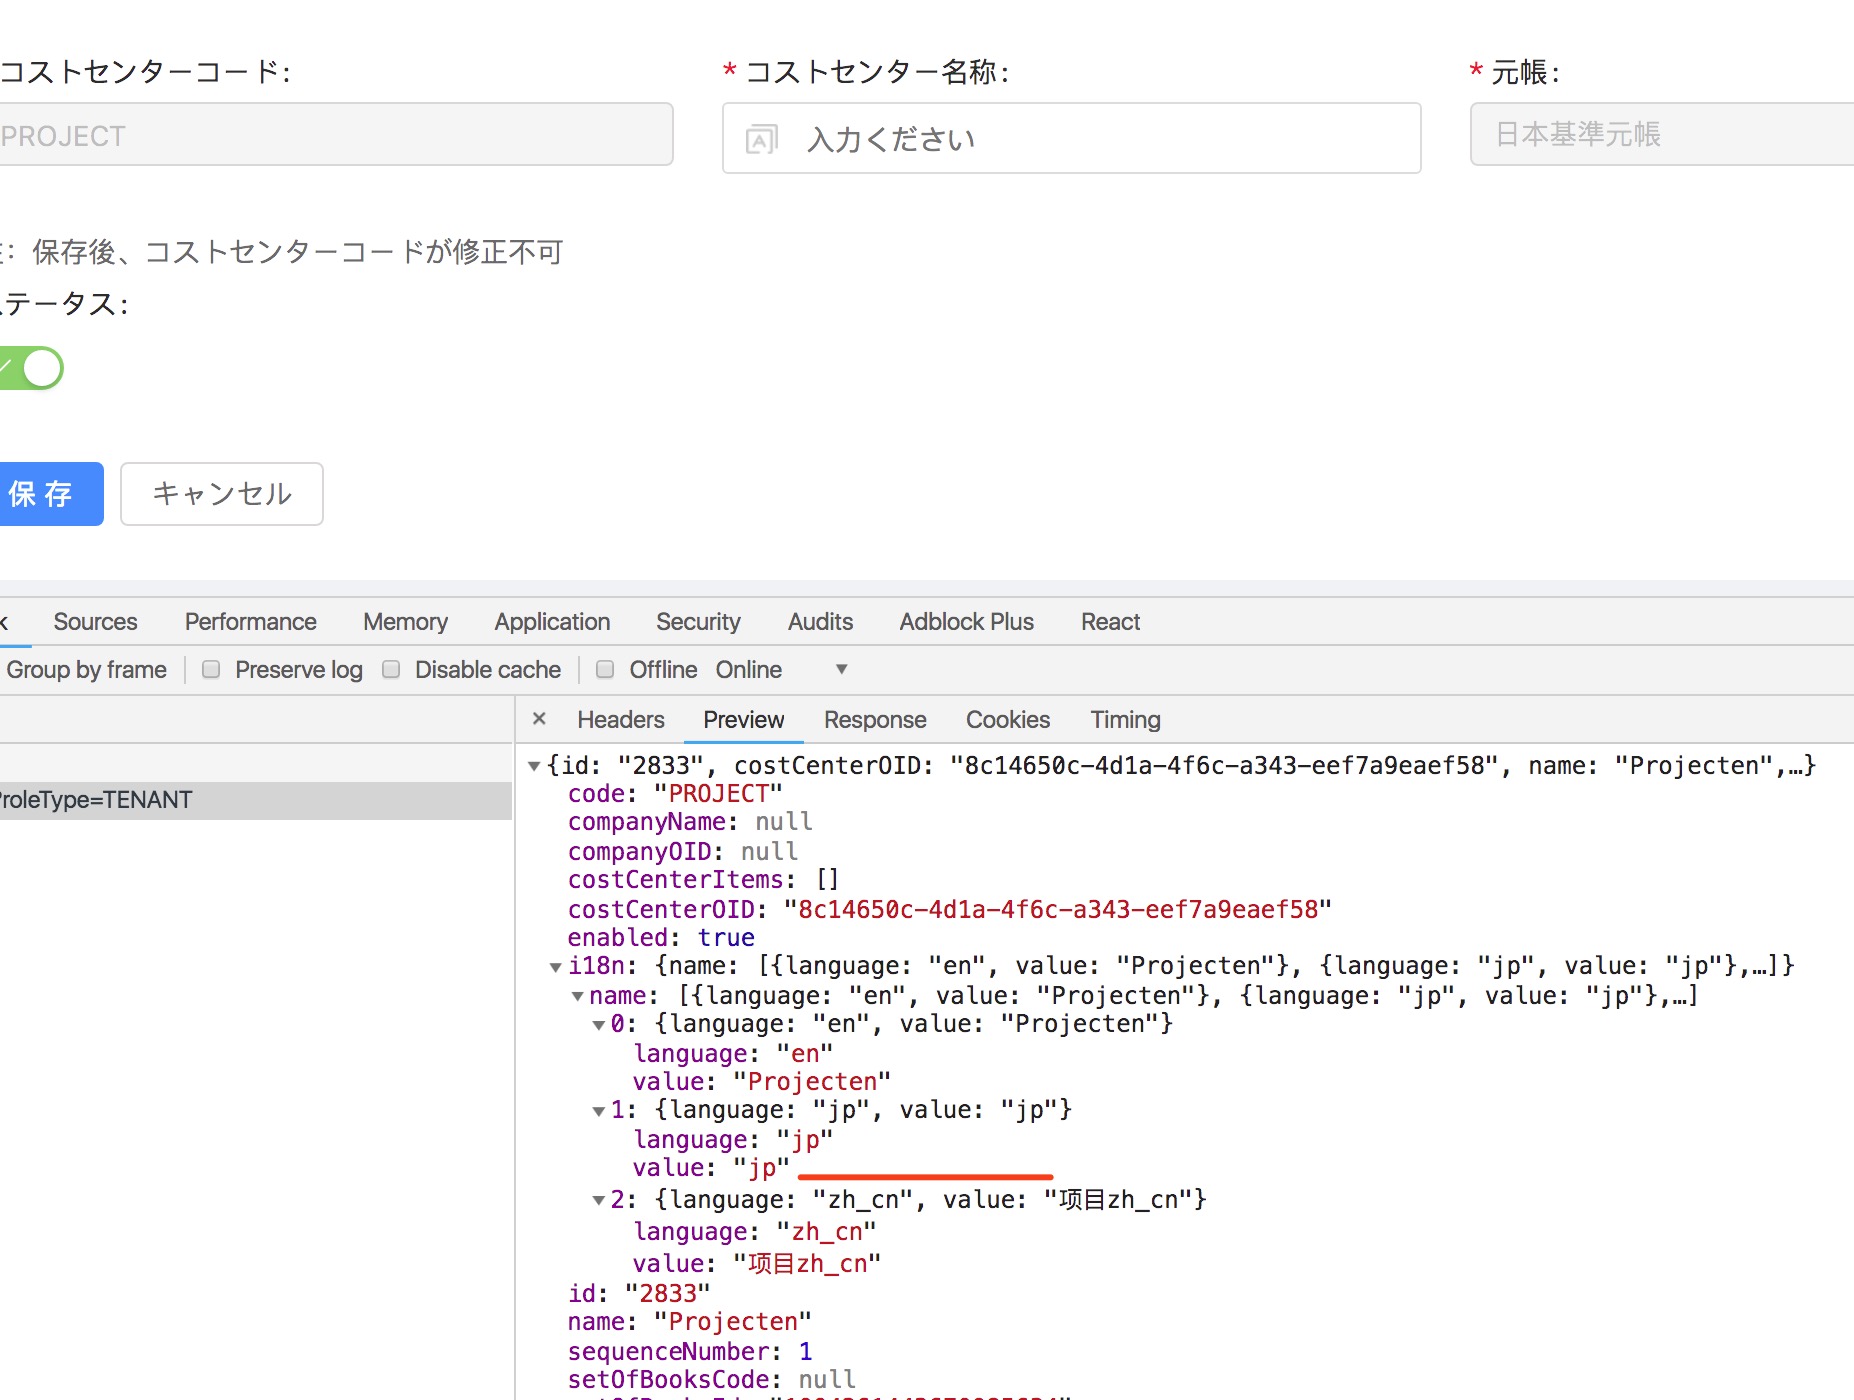 コストセンターコード:
* コストセンター名称:
* 元帳:
PROJECT
入力ください
日本基準元帳
: 保存後、コストセンターコードが修正不可
ステータス:
保 存
キャンセル
Sources Performance Memory Application Security Audits Adblock Plus React
Group by frame Preserve log Disable cache Offline Online
× Headers Preview Response Cookies Timing
roleType=TENANT
{id: "2833", costCenterOID: "8c14650c-4d1a-4f6c-a343-eef7a9eaef58", name: "Projecten",…}
code: "PROJECT"
companyName: null
companyOID: null
costCenterItems: []
costCenterOID: "8c14650c-4d1a-4f6c-a343-eef7a9eaef58"
enabled: true
i18n: {name: [{language: "en", value: "Projecten"}, {language: "jp", value: "jp"},…]}
name: [{language: "en", value: "Projecten"}, {language: "jp", value: "jp"},…]
0: {language: "en", value: "Projecten"}
language: "en"
value: "Projecten"
1: {language: "jp", value: "jp"}
language: "jp"
value: "jp"
2: {language: "zh_cn", value: "项目zh_cn"}
language: "zh_cn"
value: "项目zh_cn"
id: "2833"
name: "Projecten"
sequenceNumber: 1
setOfBooksCode: null